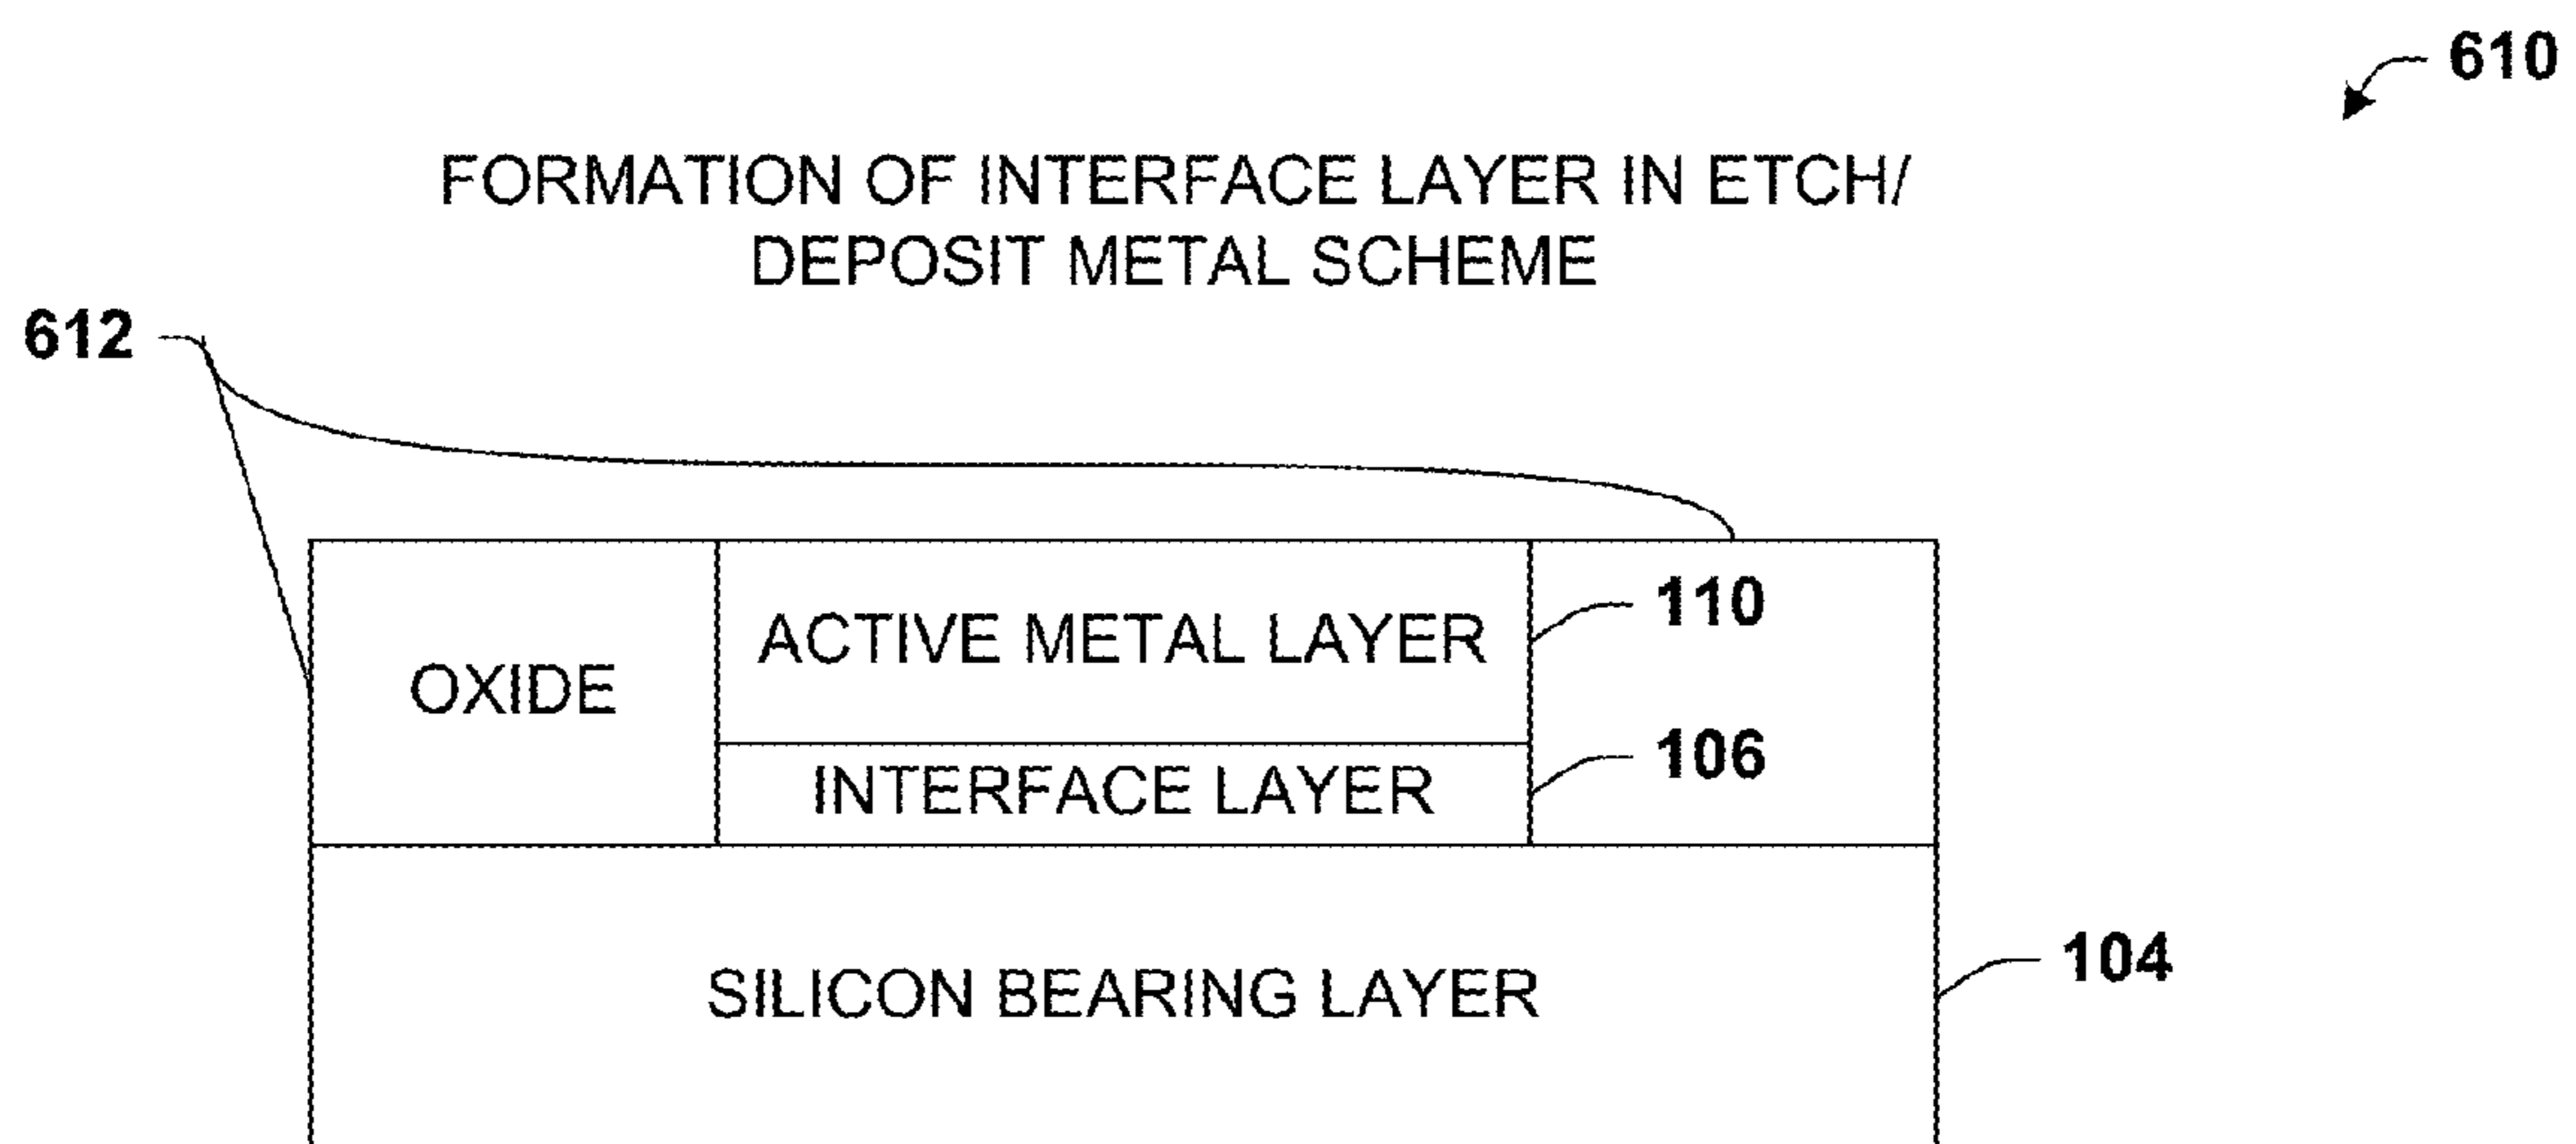 610
FORMATION OF INTERFACE LAYER IN ETCH/
DEPOSIT METAL SCHEME
612
110
ACTIVE METAL LAYER
OXIDE
106
INTERFACE LAYER
104
SILICON BEARING LAYER